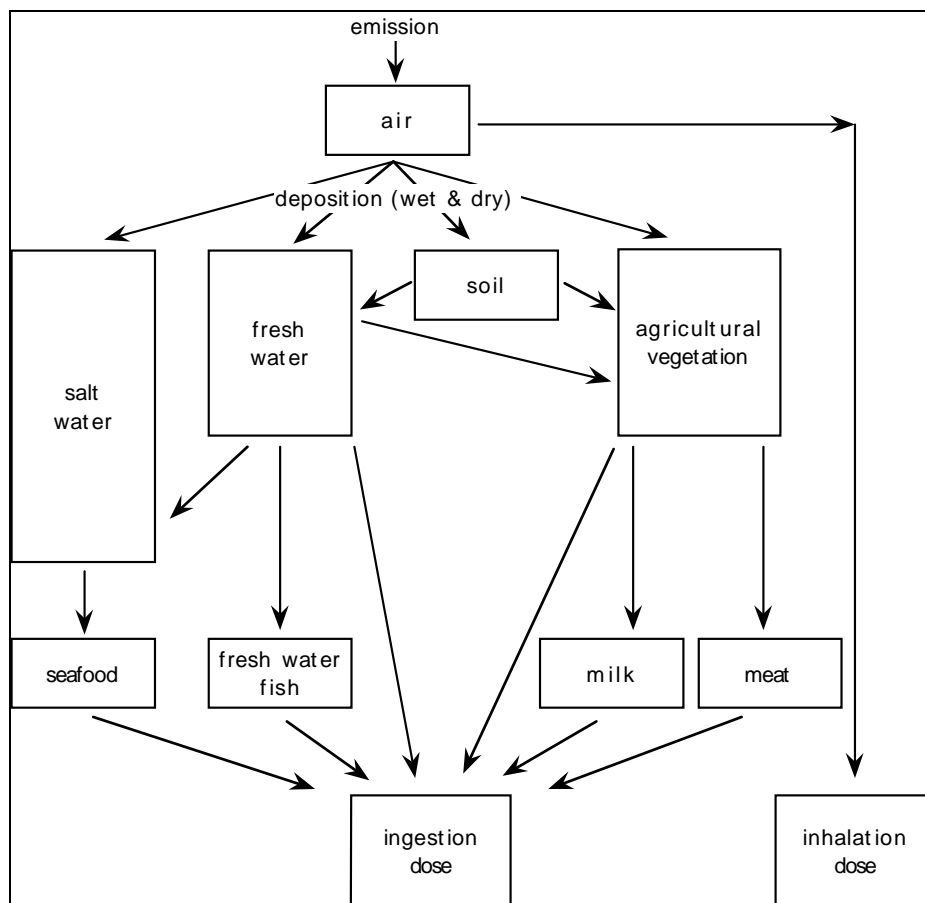 emission
air
deposition (wet & dry)
soil
fresh
water
agricultural
vegetation
salt
water
seafood
fresh water
fish
milk
meat
ingestion
dose
inhalation
dose